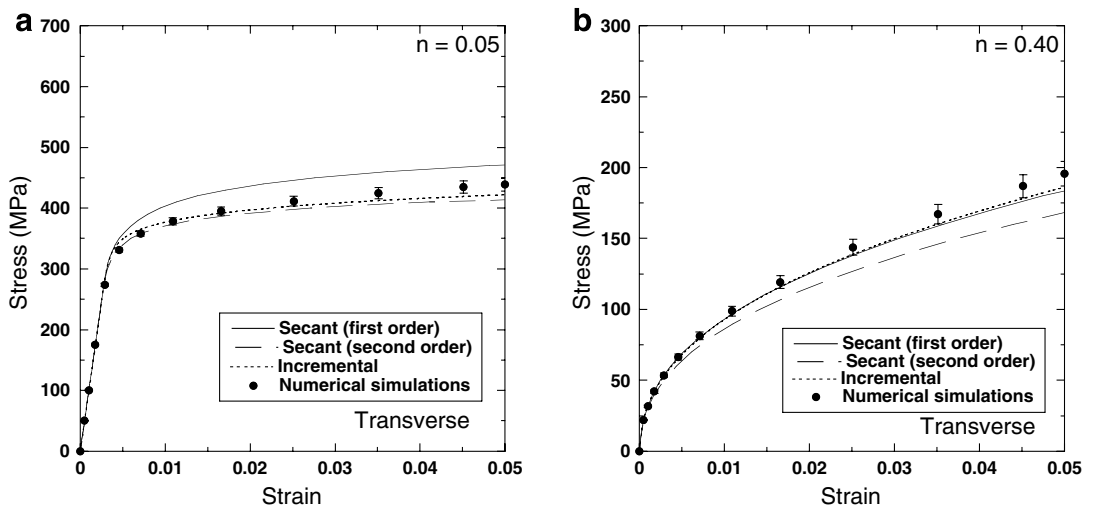 a
n = 0.05
700
600
500
400
300
200
100
0
Stress (MPa)
Secant (first order)
Secant (second order)
Incremental
Numerical simulations
Transverse
0 0.01 0.02 0.03 0.04 0.05
Strain
b
n = 0.40
300
250
200
150
100
50
0
Stress (MPa)
Secant (first order)
Secant (second order)
Incremental
Numerical simulations
Transverse
0 0.01 0.02 0.03 0.04 0.05
Strain